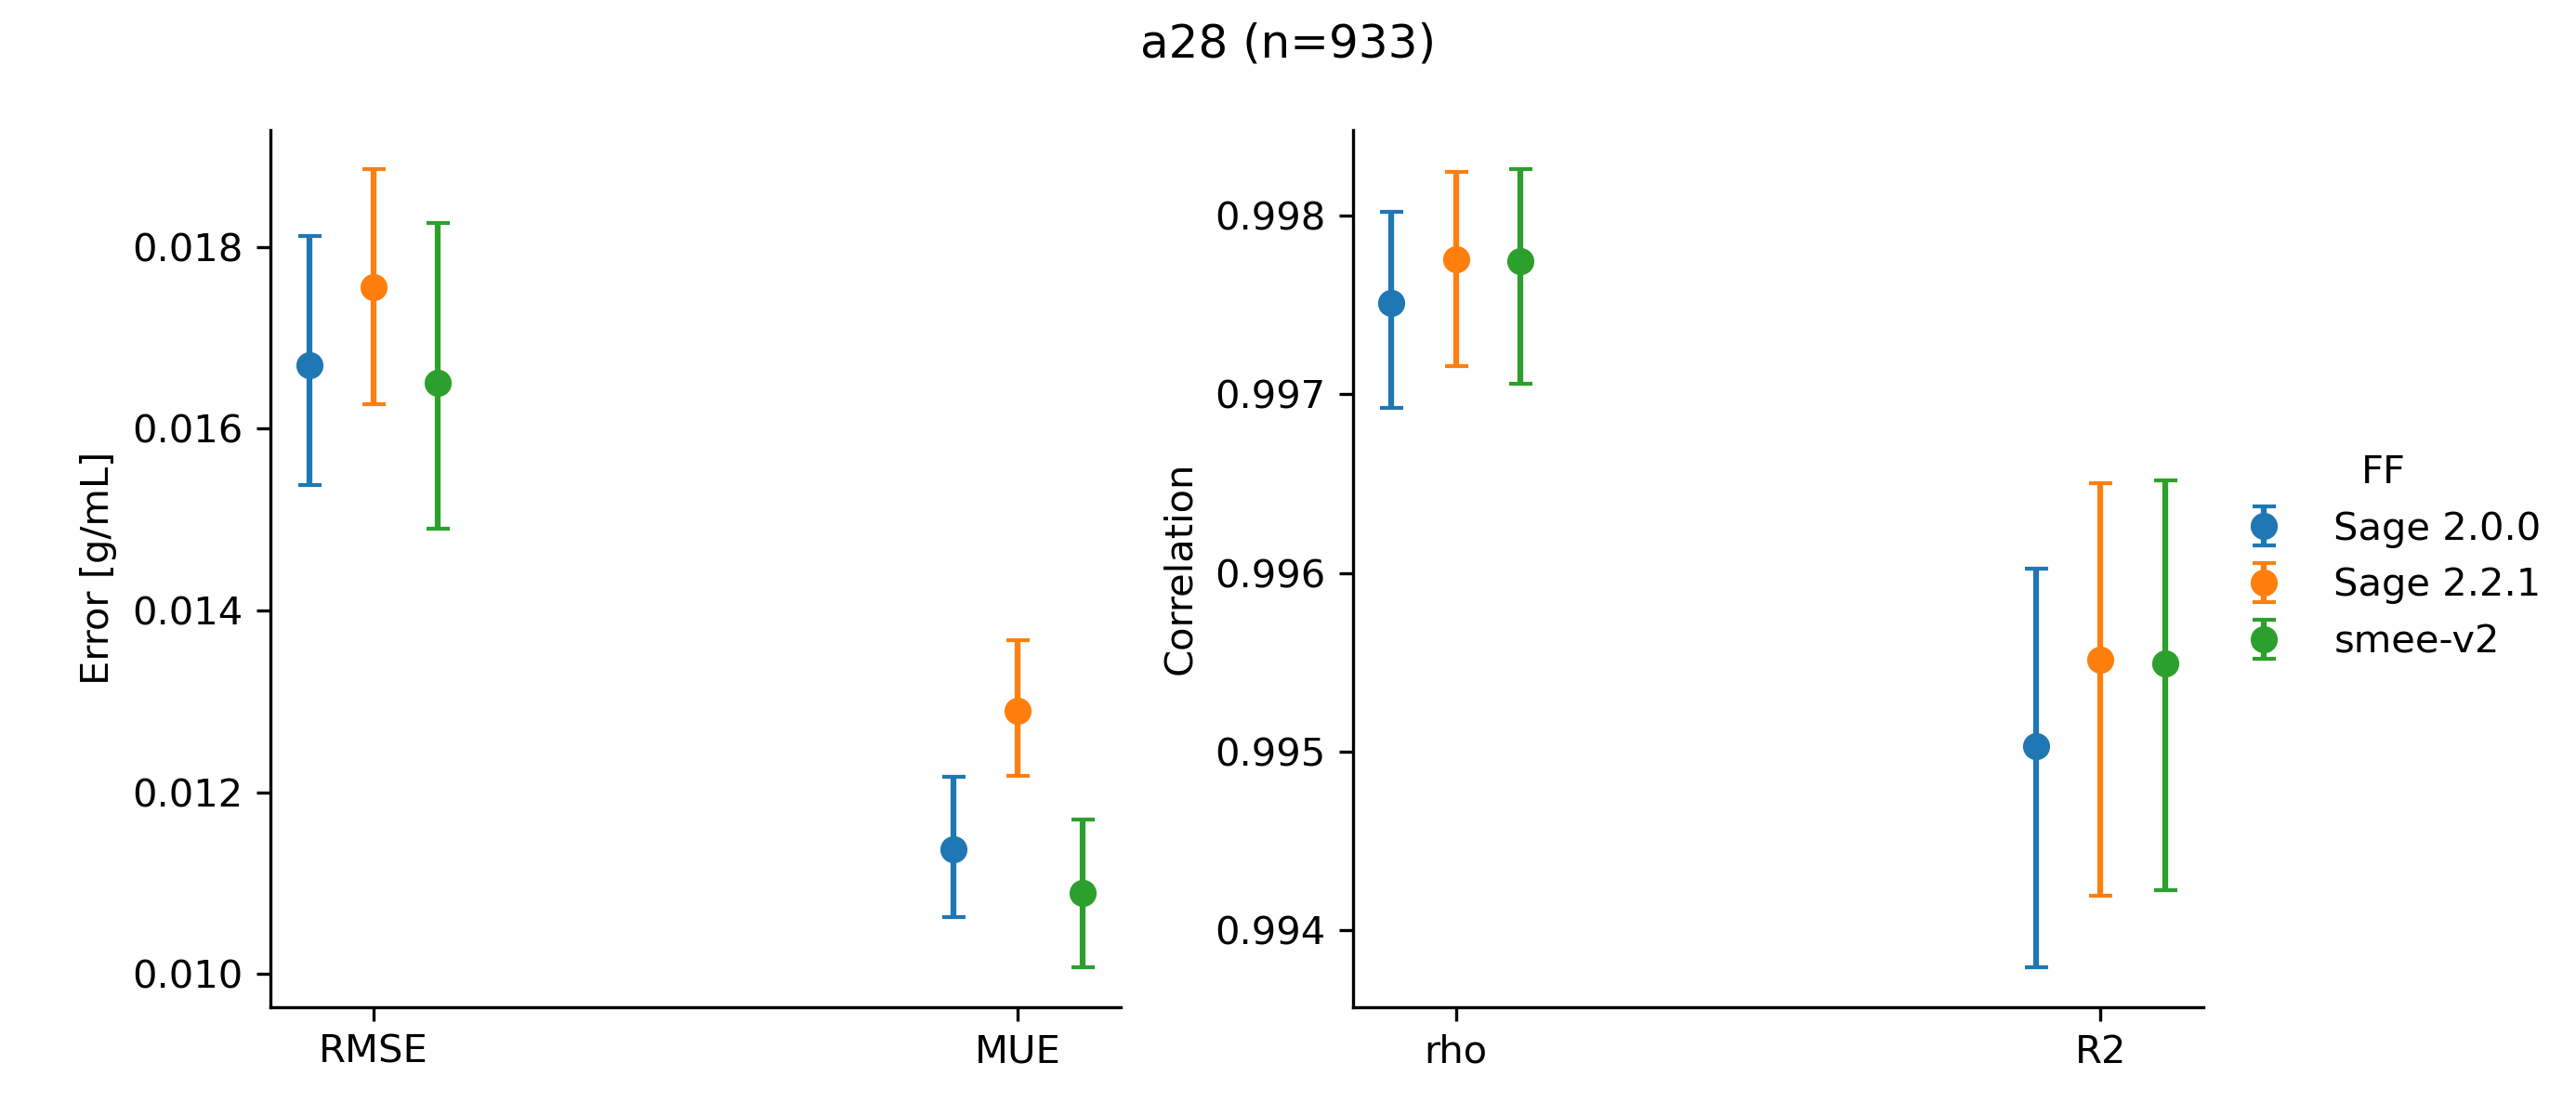 a28 (n=933)
Error [g/mL]
0.018
0.016
0.014
0.012
0.010
RMSE
MUE
Correlation
0.998
0.997
0.996
0.995
0.994
rho
R2
FF
Sage 2.0.0
Sage 2.2.1
smee-v2